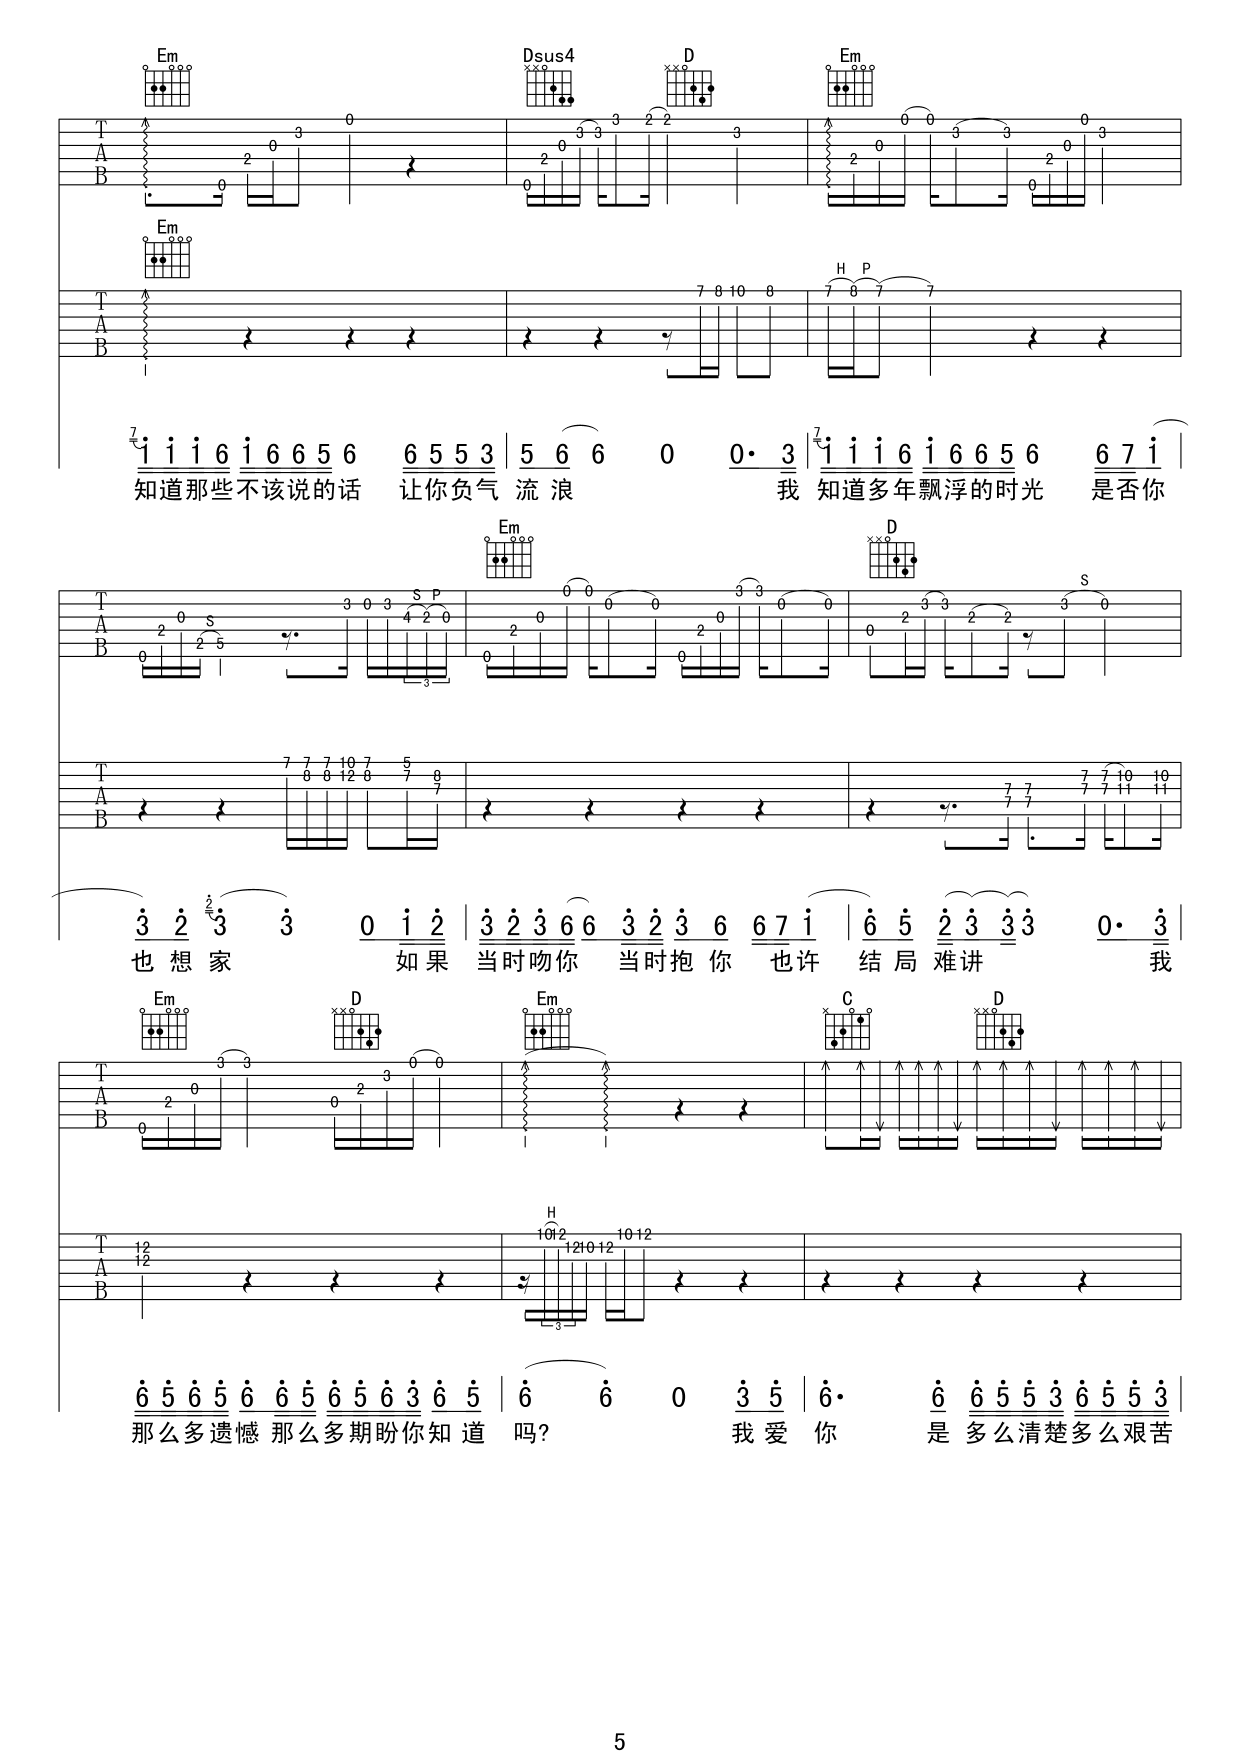 Em Dsus4 D Em
T 0 2 0 3 0 0 2 0 3 3 3 2 2 3 2 0 0 0 3 3 0 2 0 0 3
A
B
Em
H P
T 7 8 10 8 7 8 7 7
A
B
7 1 1 1 6 1 6 6 5 6 6 5 5 3 5 6 6 0 0· 3 7 1 1 1 6 1 6 6 5 6 6 7 1
知道那些不该说的话 让你负气 流浪 我 知道多年飘浮的时光 是否你
Em D
S S P S
T 0 2 0 2 5 3 0 3 4 2 0 0 2 0 0 0 0 0 0 2 0 3 3 0 0 0 2 3 3 2 2 3 0
A
B
3
T 7 7 8 7 8 10 12 7 8 5 7 8 7 7 7 7 7 7 7 7 7 10 11 10 11
A
B
3 2 2 3 3 0 1 2 3 2 3 6 6 3 2 3 6 6 7 1 6 5 2 3 3 3 0· 3
也想家 如果 当时吻你 当时抱你 也许 结局难讲 我
Em D Em C D
T 0 2 0 3 3 0 2 3 0 0
A
B
H
T 12 12 10 12 12 10 12 10 12
A
B
3
6 5 6 5 6 6 5 6 5 6 3 6 5 6 6 0 3 5 6· 6 6 5 5 3 6 5 5 3
那么多遗憾 那么多期盼你知道 吗? 我爱 你 是 多么清楚多么艰苦
5